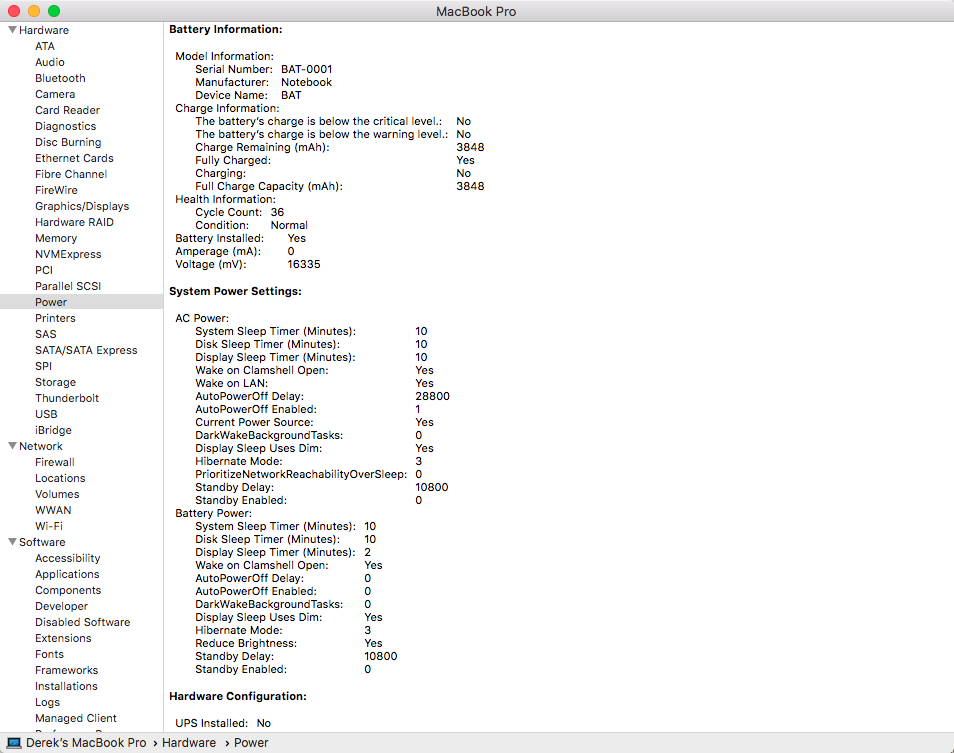 MacBook Pro
Hardware
ATA
Audio
Bluetooth
Camera
Card Reader
Diagnostics
Disc Burning
Ethernet Cards
Fibre Channel
FireWire
Graphics/Displays
Hardware RAID
Memory
NVMExpress
PCI
Parallel SCSI
Power
Printers
SAS
SATA/SATA Express
SPI
Storage
Thunderbolt
USB
iBridge
Network
Firewall
Locations
Volumes
WWAN
Wi-Fi
Software
Accessibility
Applications
Components
Developer
Disabled Software
Extensions
Fonts
Frameworks
Installations
Logs
Managed Client
Battery Information:
Model Information:
Serial Number: BAT-0001
Manufacturer: Notebook
Device Name: BAT
Charge Information:
The battery's charge is below the critical level.: No
The battery's charge is below the warning level.: No
Charge Remaining (mAh): 3848
Fully Charged: Yes
Charging: No
Full Charge Capacity (mAh): 3848
Health Information:
Cycle Count: 36
Condition: Normal
Battery Installed: Yes
Amperage (mA): 0
Voltage (mV): 16335
System Power Settings:
AC Power:
System Sleep Timer (Minutes): 10
Disk Sleep Timer (Minutes): 10
Display Sleep Timer (Minutes): 10
Wake on Clamshell Open: Yes
Wake on LAN: Yes
AutoPowerOff Delay: 28800
AutoPowerOff Enabled: 1
Current Power Source: Yes
DarkWakeBackgroundTasks: 0
Display Sleep Uses Dim: Yes
Hibernate Mode: 3
PrioritizeNetworkReachabilityOverSleep: 0
Standby Delay: 10800
Standby Enabled: 0
Battery Power:
System Sleep Timer (Minutes): 10
Disk Sleep Timer (Minutes): 10
Display Sleep Timer (Minutes): 2
Wake on Clamshell Open: Yes
AutoPowerOff Delay: 0
AutoPowerOff Enabled: 0
DarkWakeBackgroundTasks: 0
Display Sleep Uses Dim: Yes
Hibernate Mode: 3
Reduce Brightness: Yes
Standby Delay: 10800
Standby Enabled: 0
Hardware Configuration:
UPS Installed: No
Derek's MacBook Pro › Hardware › Power